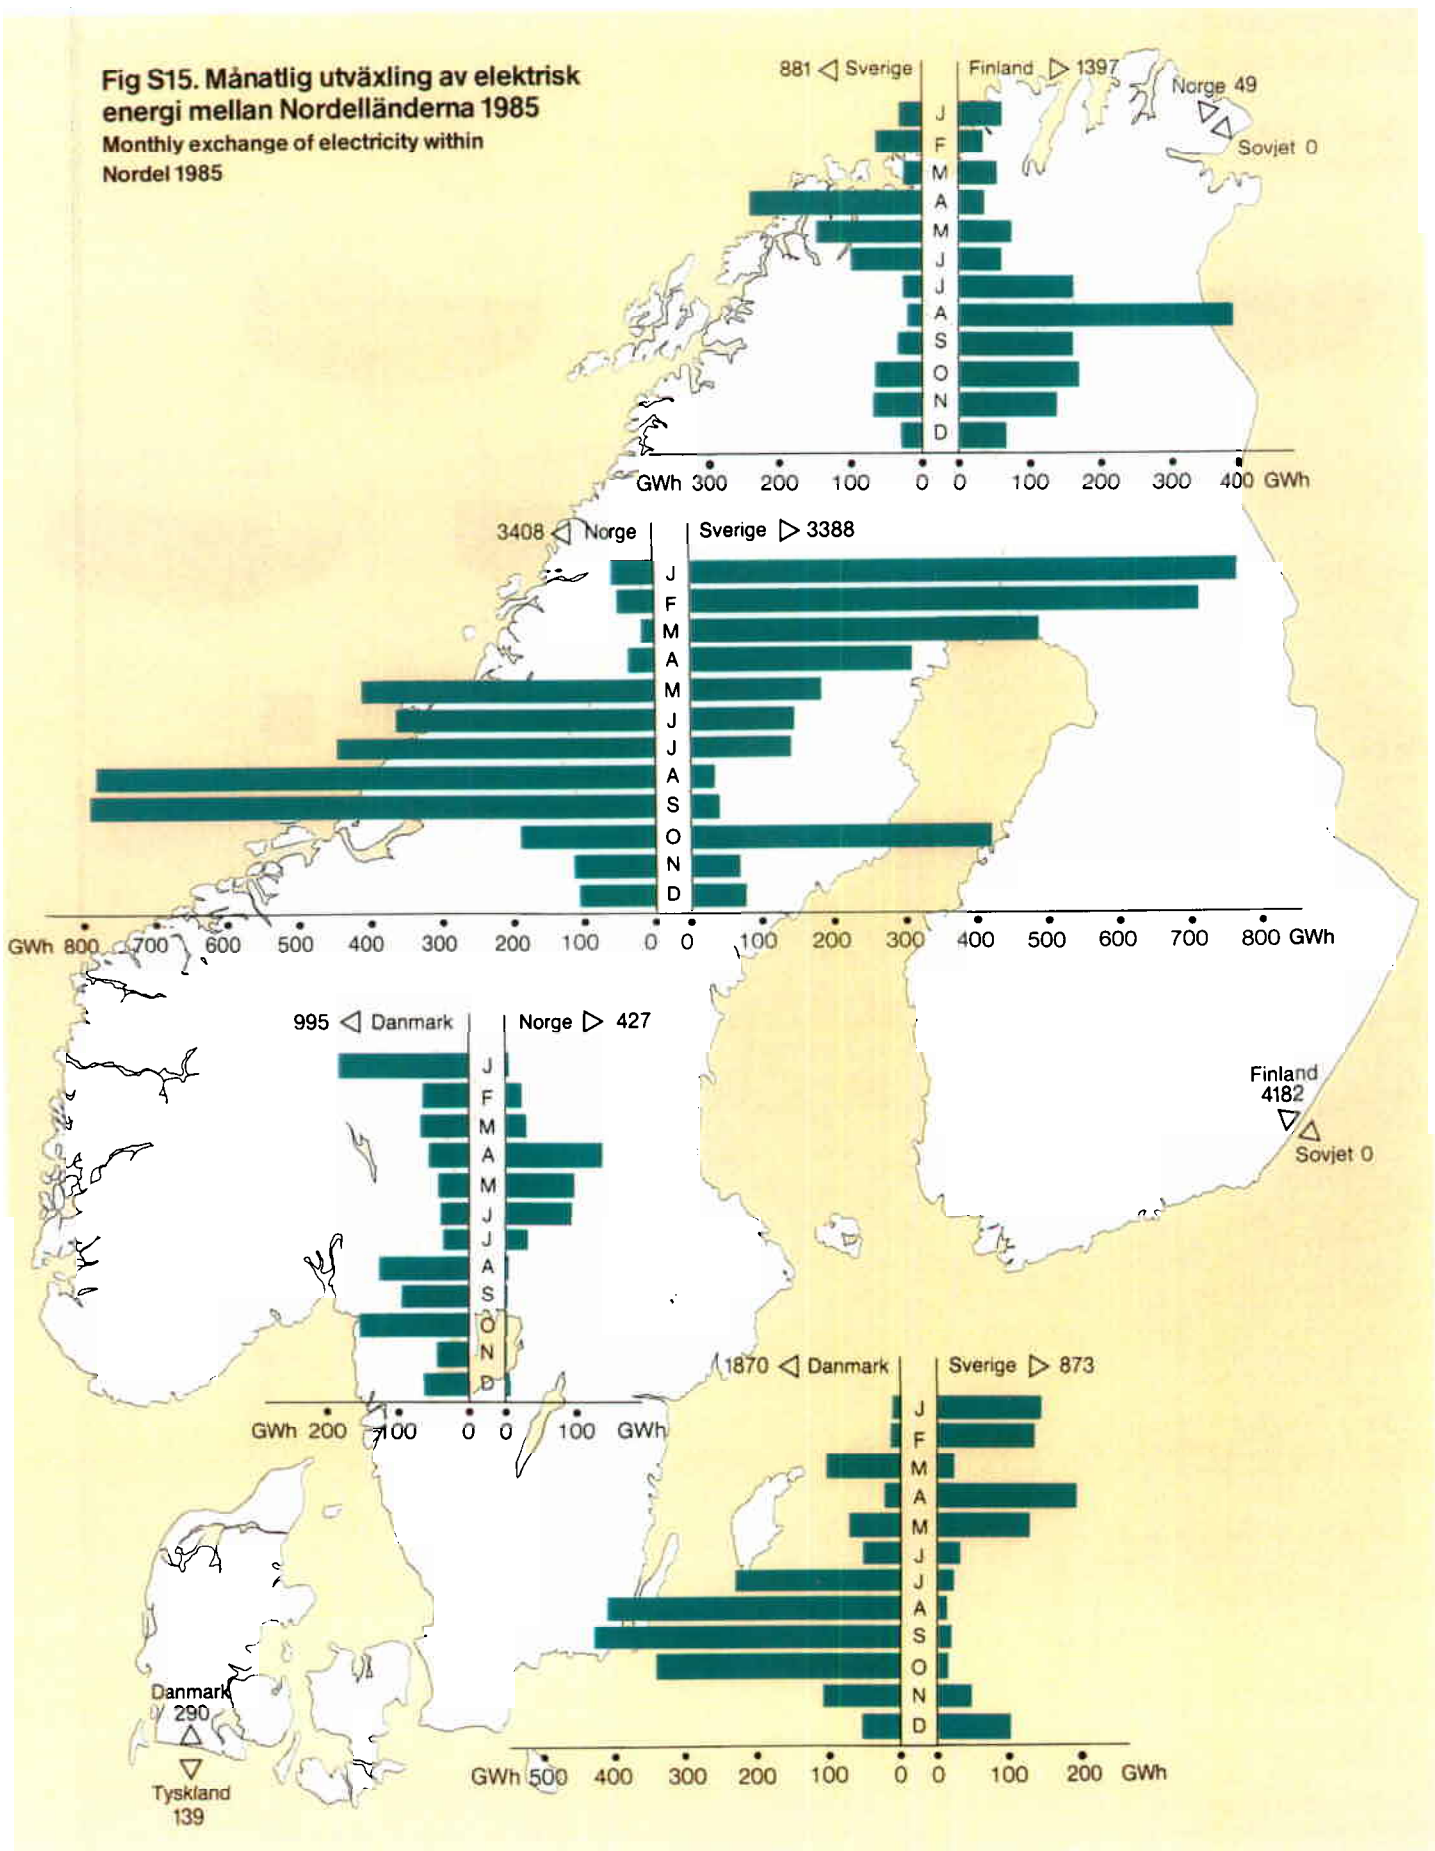 Fig S15. Månatlig utväxling av elektrisk
energi mellan Nordelländerna 1985
Monthly exchange of electricity within
Nordel 1985
881 ◁ Sverige Finland ▷ 1397
Norge 49
▽
△
Sovjet 0
J
F
M
A
M
J
J
A
S
O
N
D
GWh 300 200 100 0 0 100 200 300 400 GWh
3408 ◁ Norge Sverige ▷ 3388
J
F
M
A
M
J
J
A
S
O
N
D
GWh 800 700 600 500 400 300 200 100 0 0 100 200 300 400 500 600 700 800 GWh
995 ◁ Danmark Norge ▷ 427
J
F
M
A
M
J
J
A
S
O
N
D
GWh 200 100 0 0 100 GWh
Finland
4182
▽ △
Sovjet 0
1870 ◁ Danmark Sverige ▷ 873
J
F
M
A
M
J
J
A
S
O
N
D
GWh 500 400 300 200 100 0 0 100 200 GWh
Danmark
290
△
▽
Tyskland
139